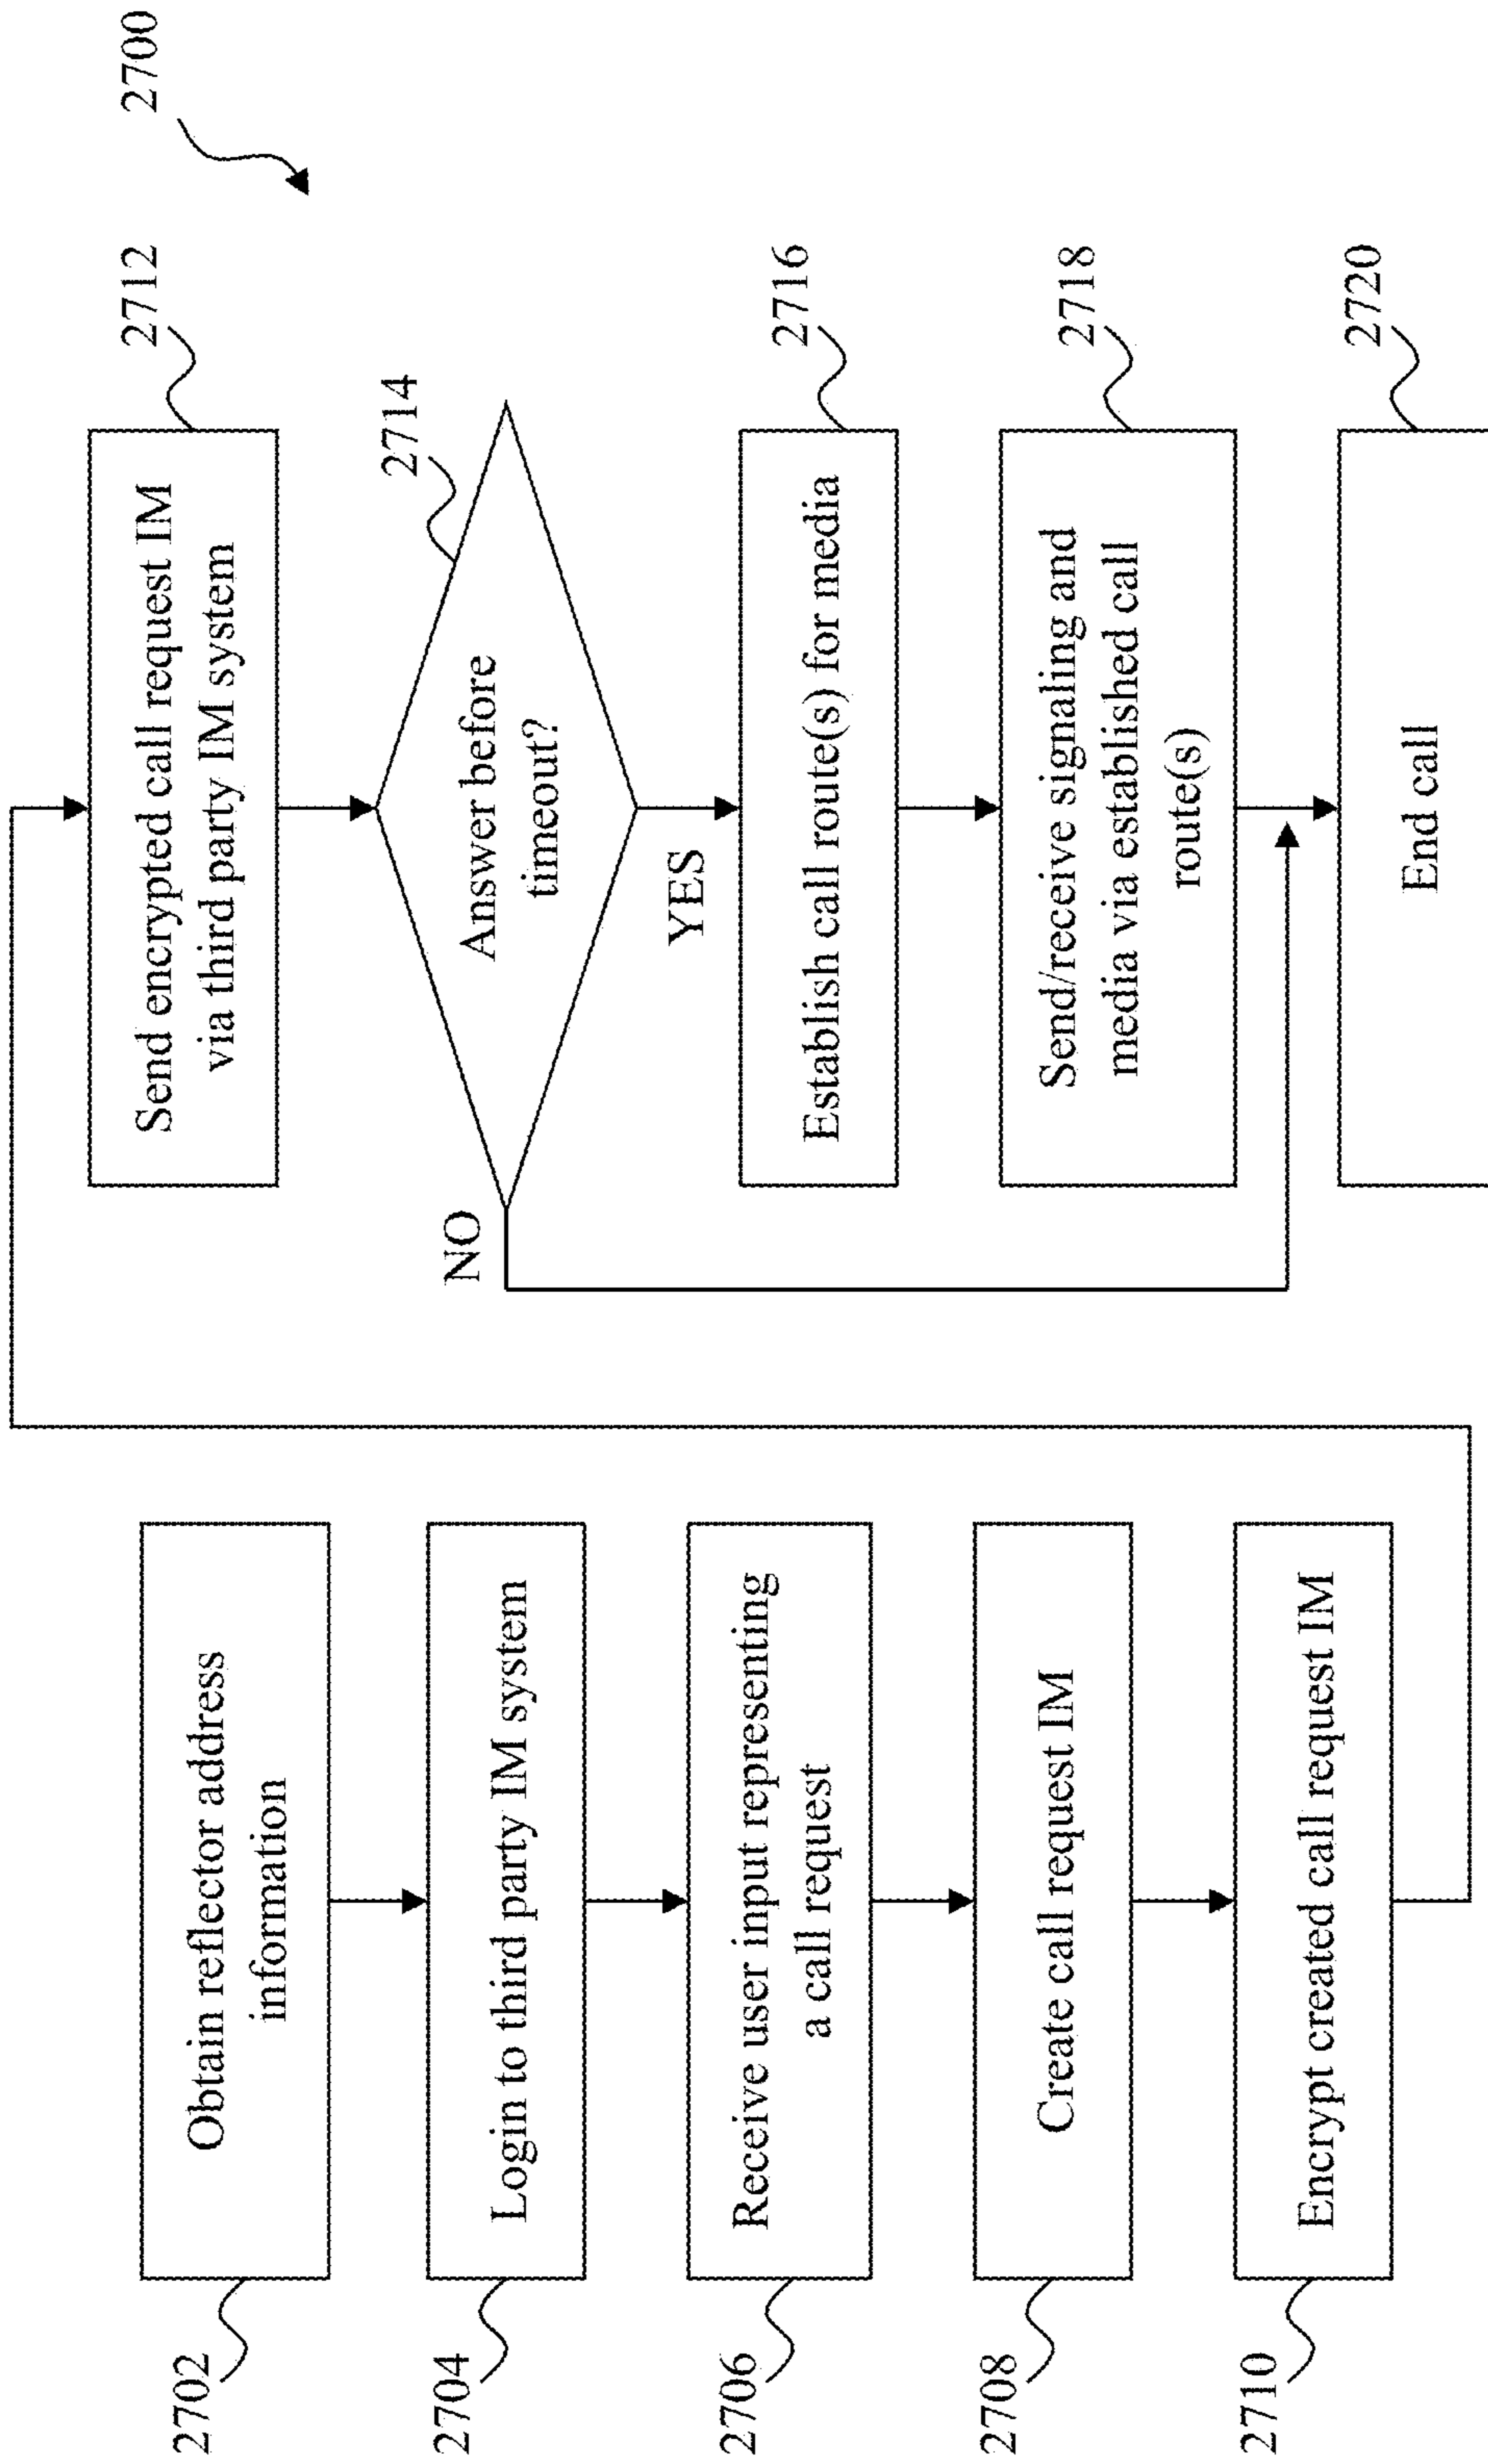 2700
2702
Obtain reflector address
information
2704
Login to third party IM system
2706
Receive user input representing
a call request
2708
Create call request IM
2710
Encrypt created call request IM
2712
Send encrypted call request IM
via third party IM system
2714
Answer before
timeout?
NO
YES
2716
Establish call route(s) for media
2718
Send/receive signaling and
media via established call
route(s)
2720
End call